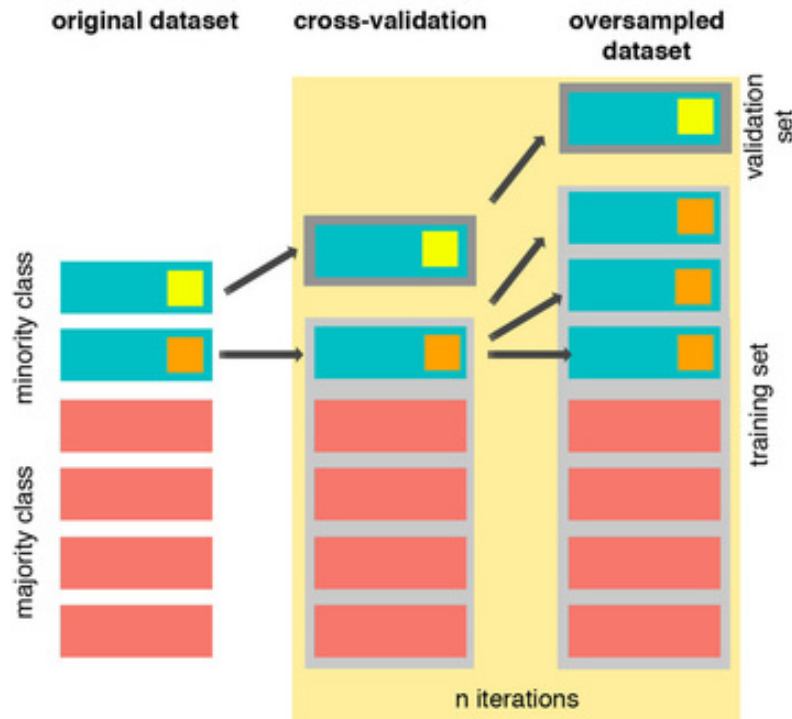 original dataset
cross-validation
oversampled
dataset
validation
set
minority class
training set
majority class
n iterations